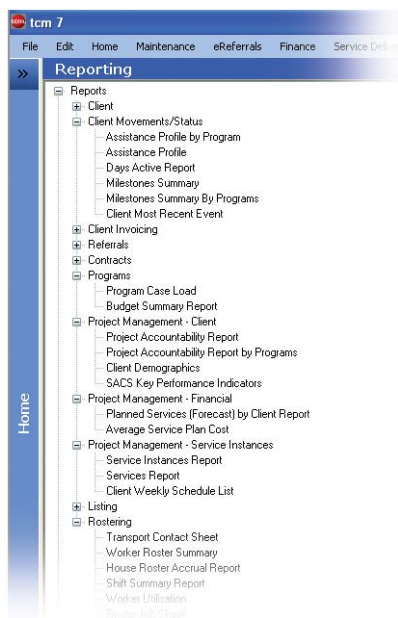 tcm tcm 7
File Edit Home Maintenance eReferrals Finance Service Deliv
»
Reporting
Reports
Client
Client Movements/Status
Assistance Profile by Program
Assistance Profile
Days Active Report
Milestones Summary
Milestones Summary By Programs
Client Most Recent Event
Client Invoicing
Referrals
Contracts
Programs
Program Case Load
Budget Summary Report
Project Management - Client
Project Accountability Report
Project Accountability Report by Programs
Client Demographics
SACS Key Performance Indicators
Project Management - Financial
Planned Services (Forecast) by Client Report
Average Service Plan Cost
Project Management - Service Instances
Service Instances Report
Services Report
Client Weekly Schedule List
Listing
Rostering
Transport Contact Sheet
Worker Roster Summary
House Roster Accrual Report
Shift Summary Report
Worker Utilisation
Roster Job Sheet
Home